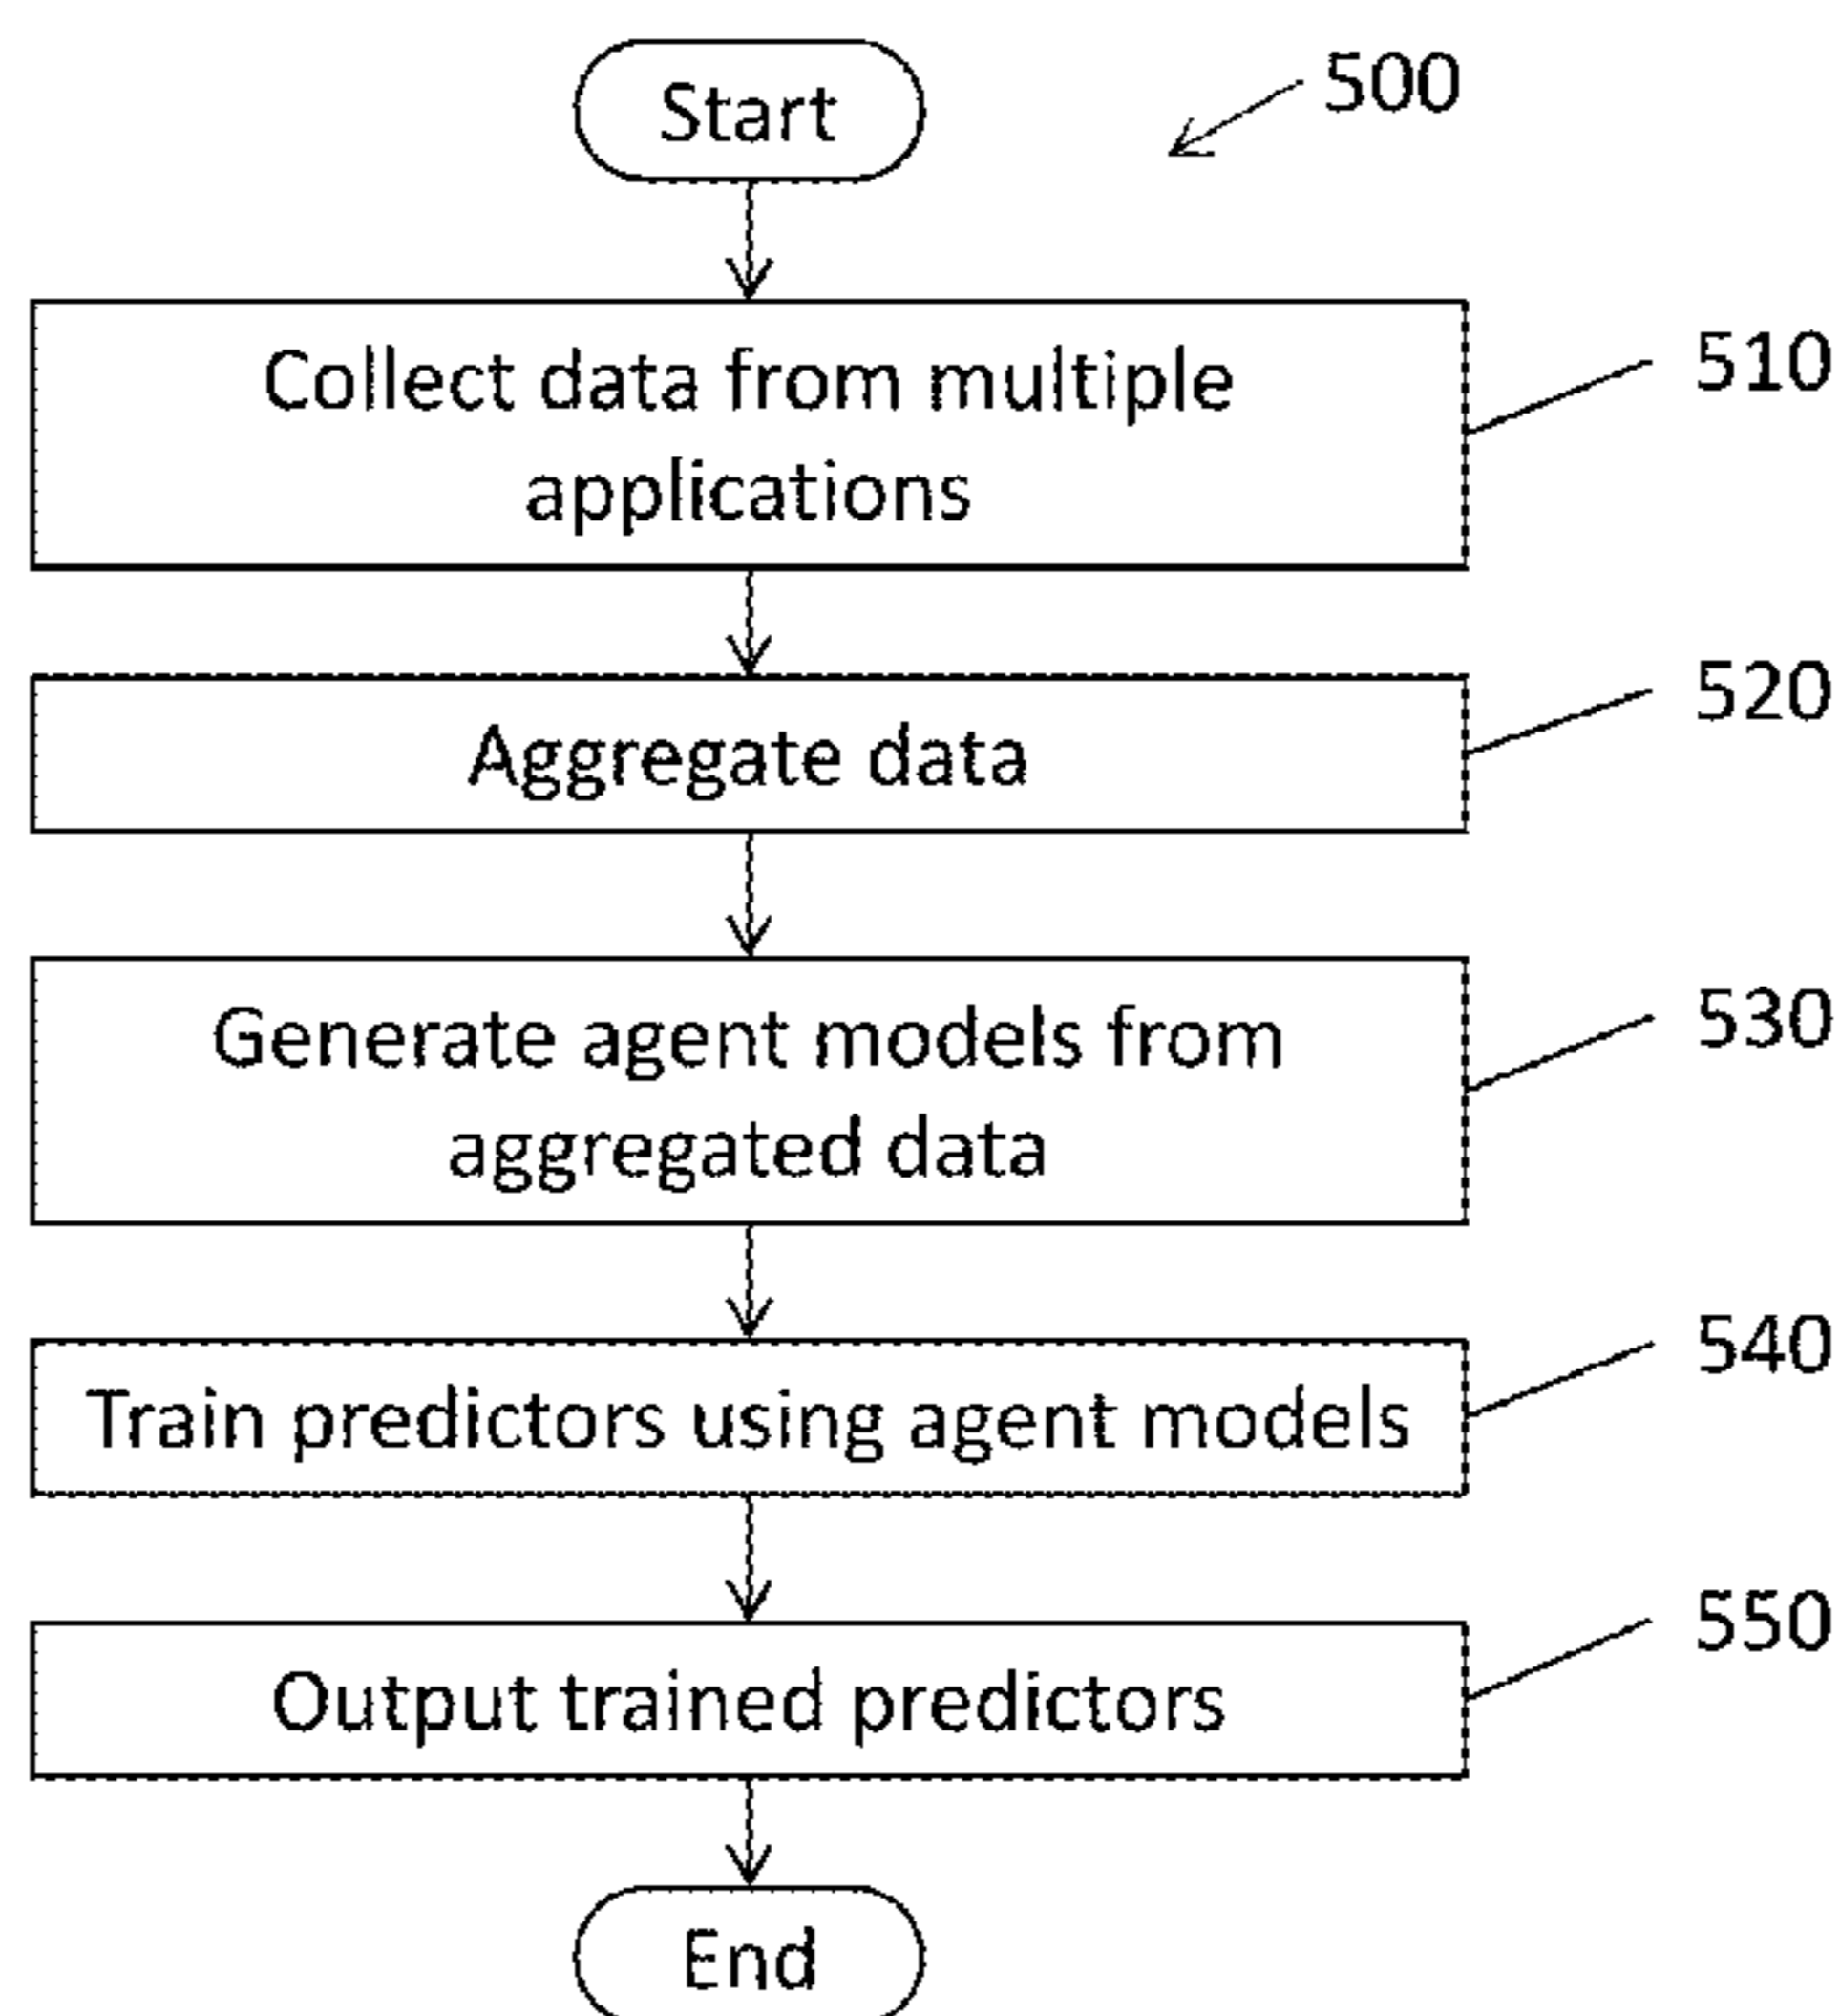 Start
500
Collect data from multiple
applications
510
Aggregate data
520
Generate agent models from
aggregated data
530
Train predictors using agent models
540
Output trained predictors
550
End